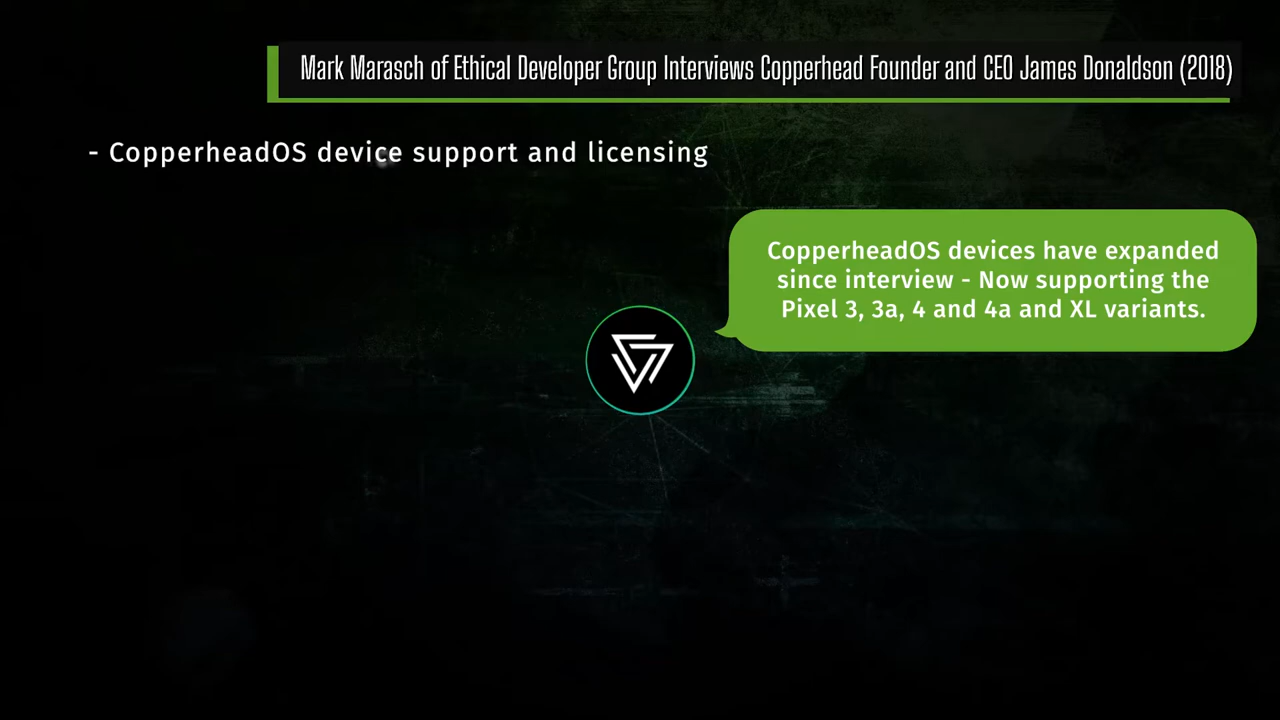 Mark Marasch of Ethical Developer Group Interviews Copperhead Founder and CEO James Donaldson (2018)
- CopperheadOS device support and licensing
CopperheadOS devices have expanded
since interview - Now supporting the
Pixel 3, 3a, 4 and 4a and XL variants.